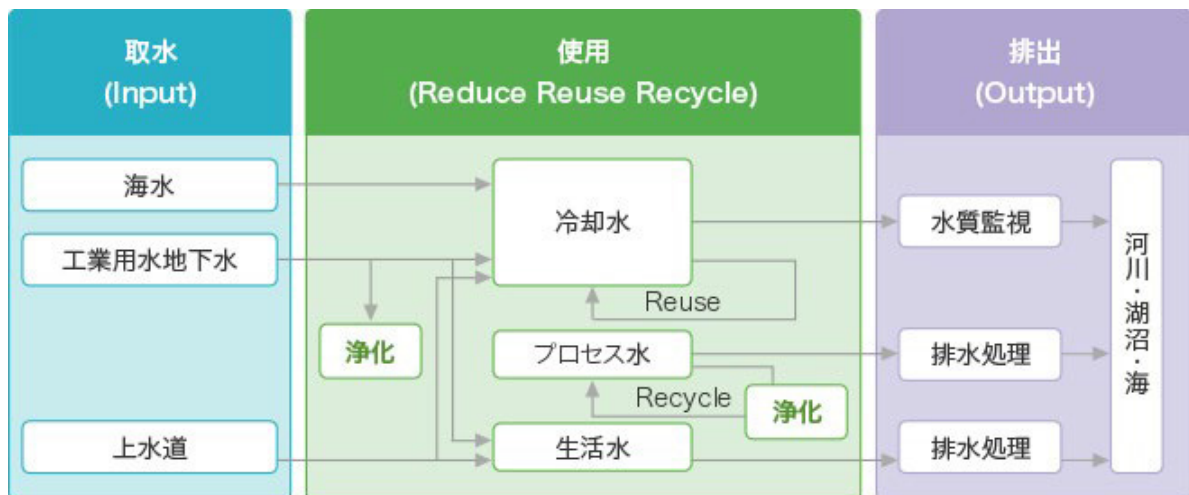 取水
(Input)
使用
(Reduce Reuse Recycle)
排出
(Output)
海水
工業用水地下水
浄化
上水道
冷却水
Reuse
プロセス水
Recycle
浄化
生活水
水質監視
排水処理
排水処理
河川・湖沼・海